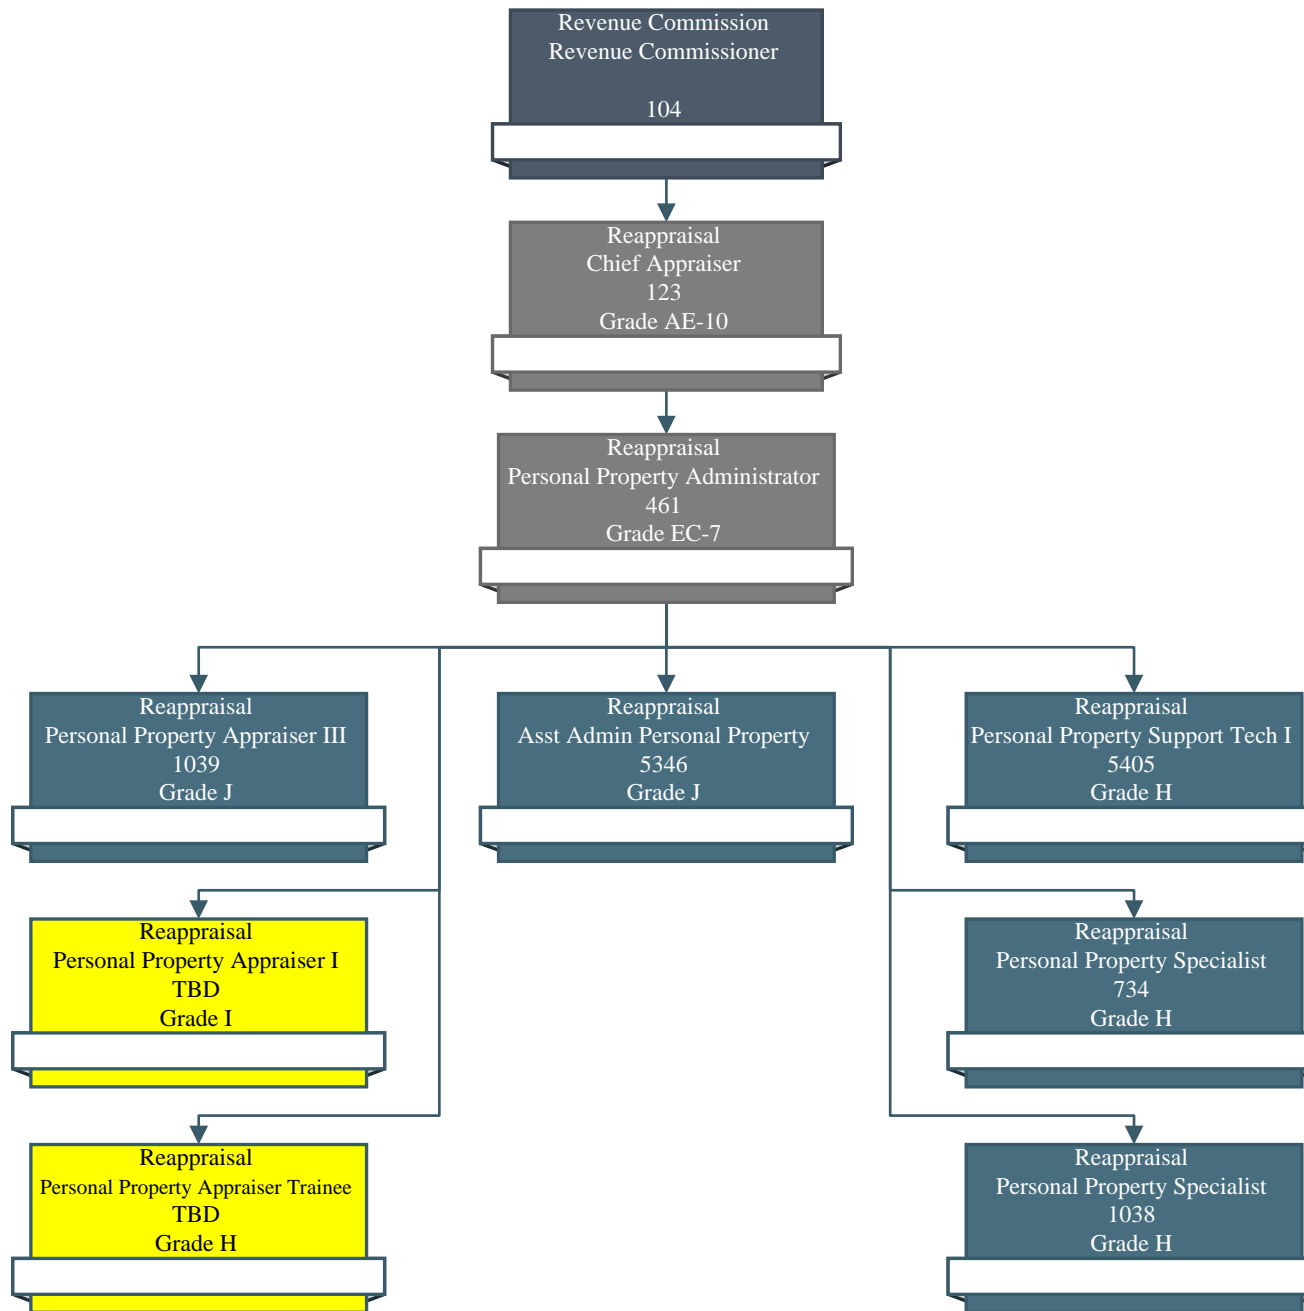 Revenue Commission
Revenue Commissioner
104
Reappraisal
Chief Appraiser
123
Grade AE-10
Reappraisal
Personal Property Administrator
461
Grade EC-7
Reappraisal
Personal Property Appraiser III
1039
Grade J
Reappraisal
Asst Admin Personal Property
5346
Grade J
Reappraisal
Personal Property Support Tech I
5405
Grade H
Reappraisal
Personal Property Appraiser I
TBD
Grade I
Reappraisal
Personal Property Specialist
734
Grade H
Reappraisal
Personal Property Appraiser Trainee
TBD
Grade H
Reappraisal
Personal Property Specialist
1038
Grade H